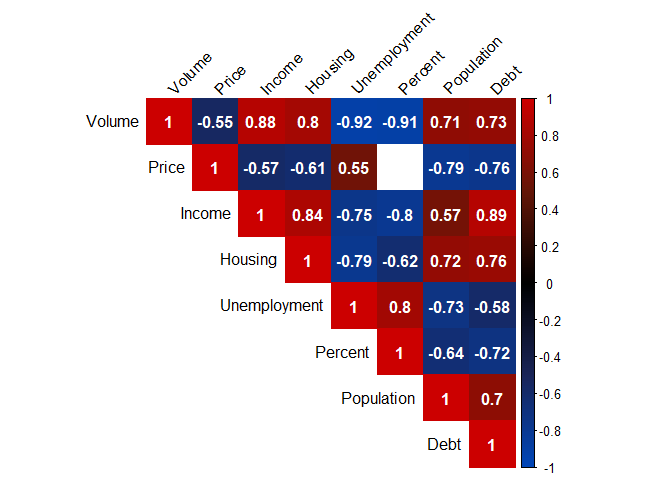 Volume Price Income Housing Unemployment Percent Population Debt
Volume 1 -0.55 0.88 0.8 -0.92 -0.91 0.71 0.73
Price 1 -0.57 -0.61 0.55 -0.79 -0.76
Income 1 0.84 -0.75 -0.8 0.57 0.89
Housing 1 -0.79 -0.62 0.72 0.76
Unemployment 1 0.8 -0.73 -0.58
Percent 1 -0.64 -0.72
Population 1 0.7
Debt 1
1
0.8
0.6
0.4
0.2
0
-0.2
-0.4
-0.6
-0.8
-1